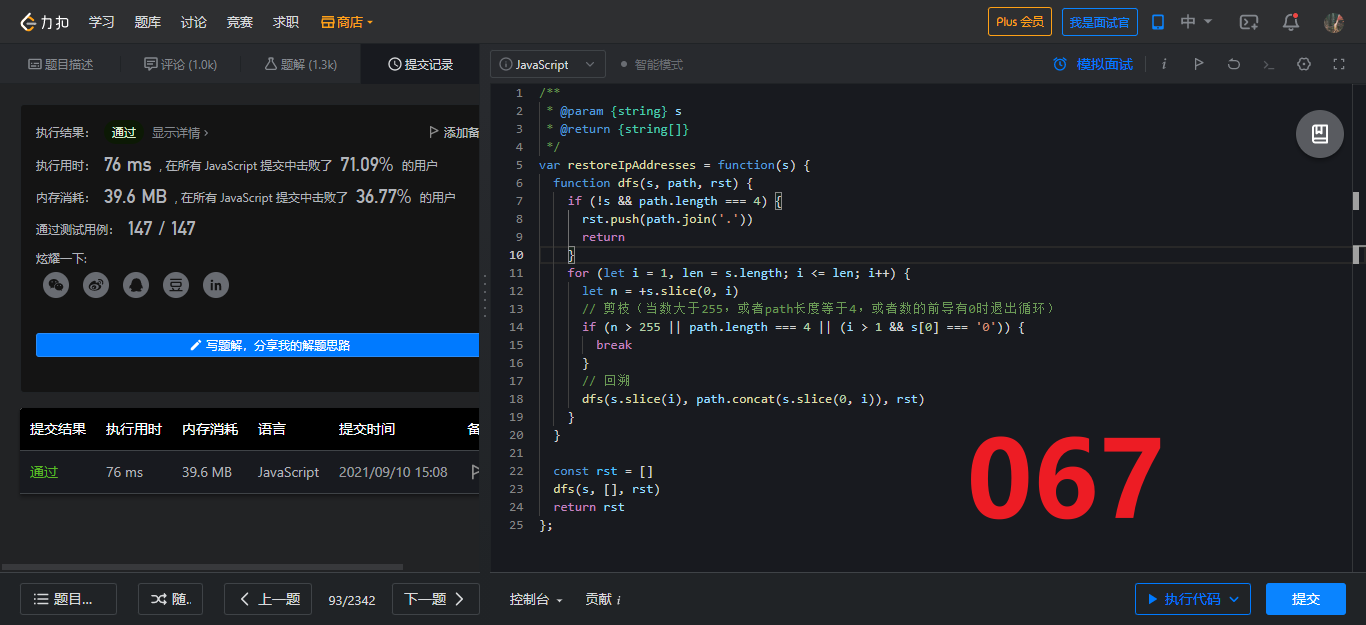 力扣 学习 题库 讨论 竞赛 求职 商店 Plus 会员 我是面试官 中
题目描述 评论 (1.0k) 题解 (1.3k) 提交记录
执行结果： 通过 显示详情 › 添加备
执行用时： 76 ms , 在所有 JavaScript 提交中击败了 71.09% 的用户
内存消耗： 39.6 MB , 在所有 JavaScript 提交中击败了 36.77% 的用户
通过测试用例： 147 / 147
炫耀一下:
豆 in
写题解，分享我的解题思路
提交结果 执行用时 内存消耗 语言 提交时间 备
通过 76 ms 39.6 MB JavaScript 2021/09/10 15:08
题目... 随. 上一题 93/2342 下一题
JavaScript 智能模式 模拟面试 i
1 /**
2 * @param {string} s
3 * @return {string[]}
4 */
5 var restoreIpAddresses = function(s) {
6 function dfs(s, path, rst) {
7 if (!s && path.length === 4) {
8 rst.push(path.join('.'))
9 return
10 }
11 for (let i = 1, len = s.length; i <= len; i++) {
12 let n = +s.slice(0, i)
13 // 剪枝（当数大于255，或者path长度等于4，或者数的前导有0时退出循环）
14 if (n > 255 || path.length === 4 || (i > 1 && s[0] === '0')) {
15 break
16 }
17 // 回溯
18 dfs(s.slice(i), path.concat(s.slice(0, i)), rst)
19 }
20 }
21
22 const rst = []
23 dfs(s, [], rst)
24 return rst
25 };
067
控制台 贡献 i 执行代码 提交